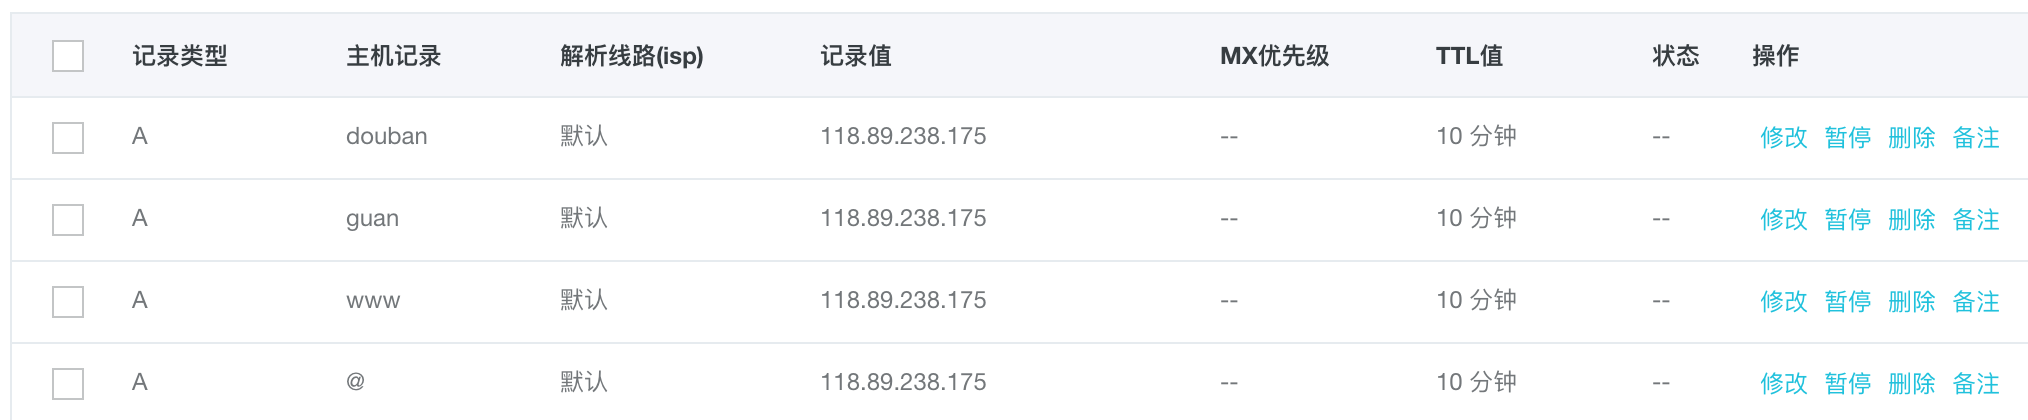 记录类型 主机记录 解析线路(isp) 记录值 MX优先级 TTL值 状态 操作
A douban 默认 118.89.238.175 -- 10 分钟 -- 修改 暂停 删除 备注
A guan 默认 118.89.238.175 -- 10 分钟 -- 修改 暂停 删除 备注
A www 默认 118.89.238.175 -- 10 分钟 -- 修改 暂停 删除 备注
A @ 默认 118.89.238.175 -- 10 分钟 -- 修改 暂停 删除 备注